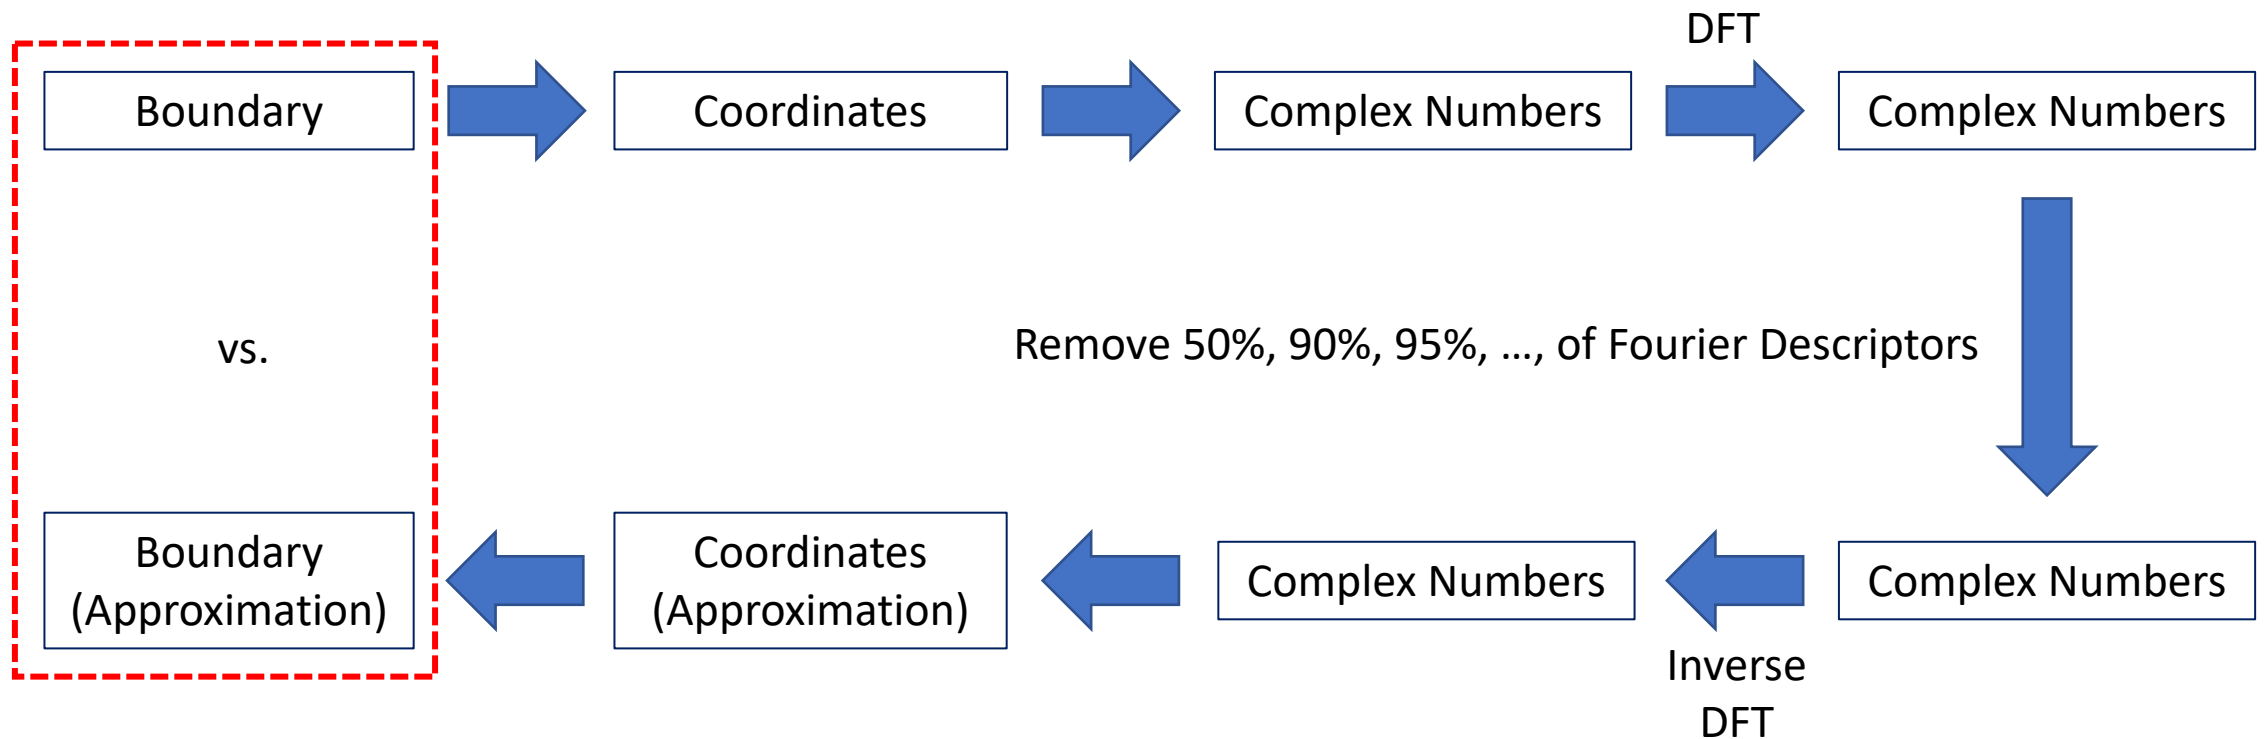 DFT
Boundary
Coordinates
Complex Numbers
Complex Numbers
vs.
Remove 50%, 90%, 95%, ..., of Fourier Descriptors
Boundary
(Approximation)
Coordinates
(Approximation)
Complex Numbers
Complex Numbers
Inverse
DFT